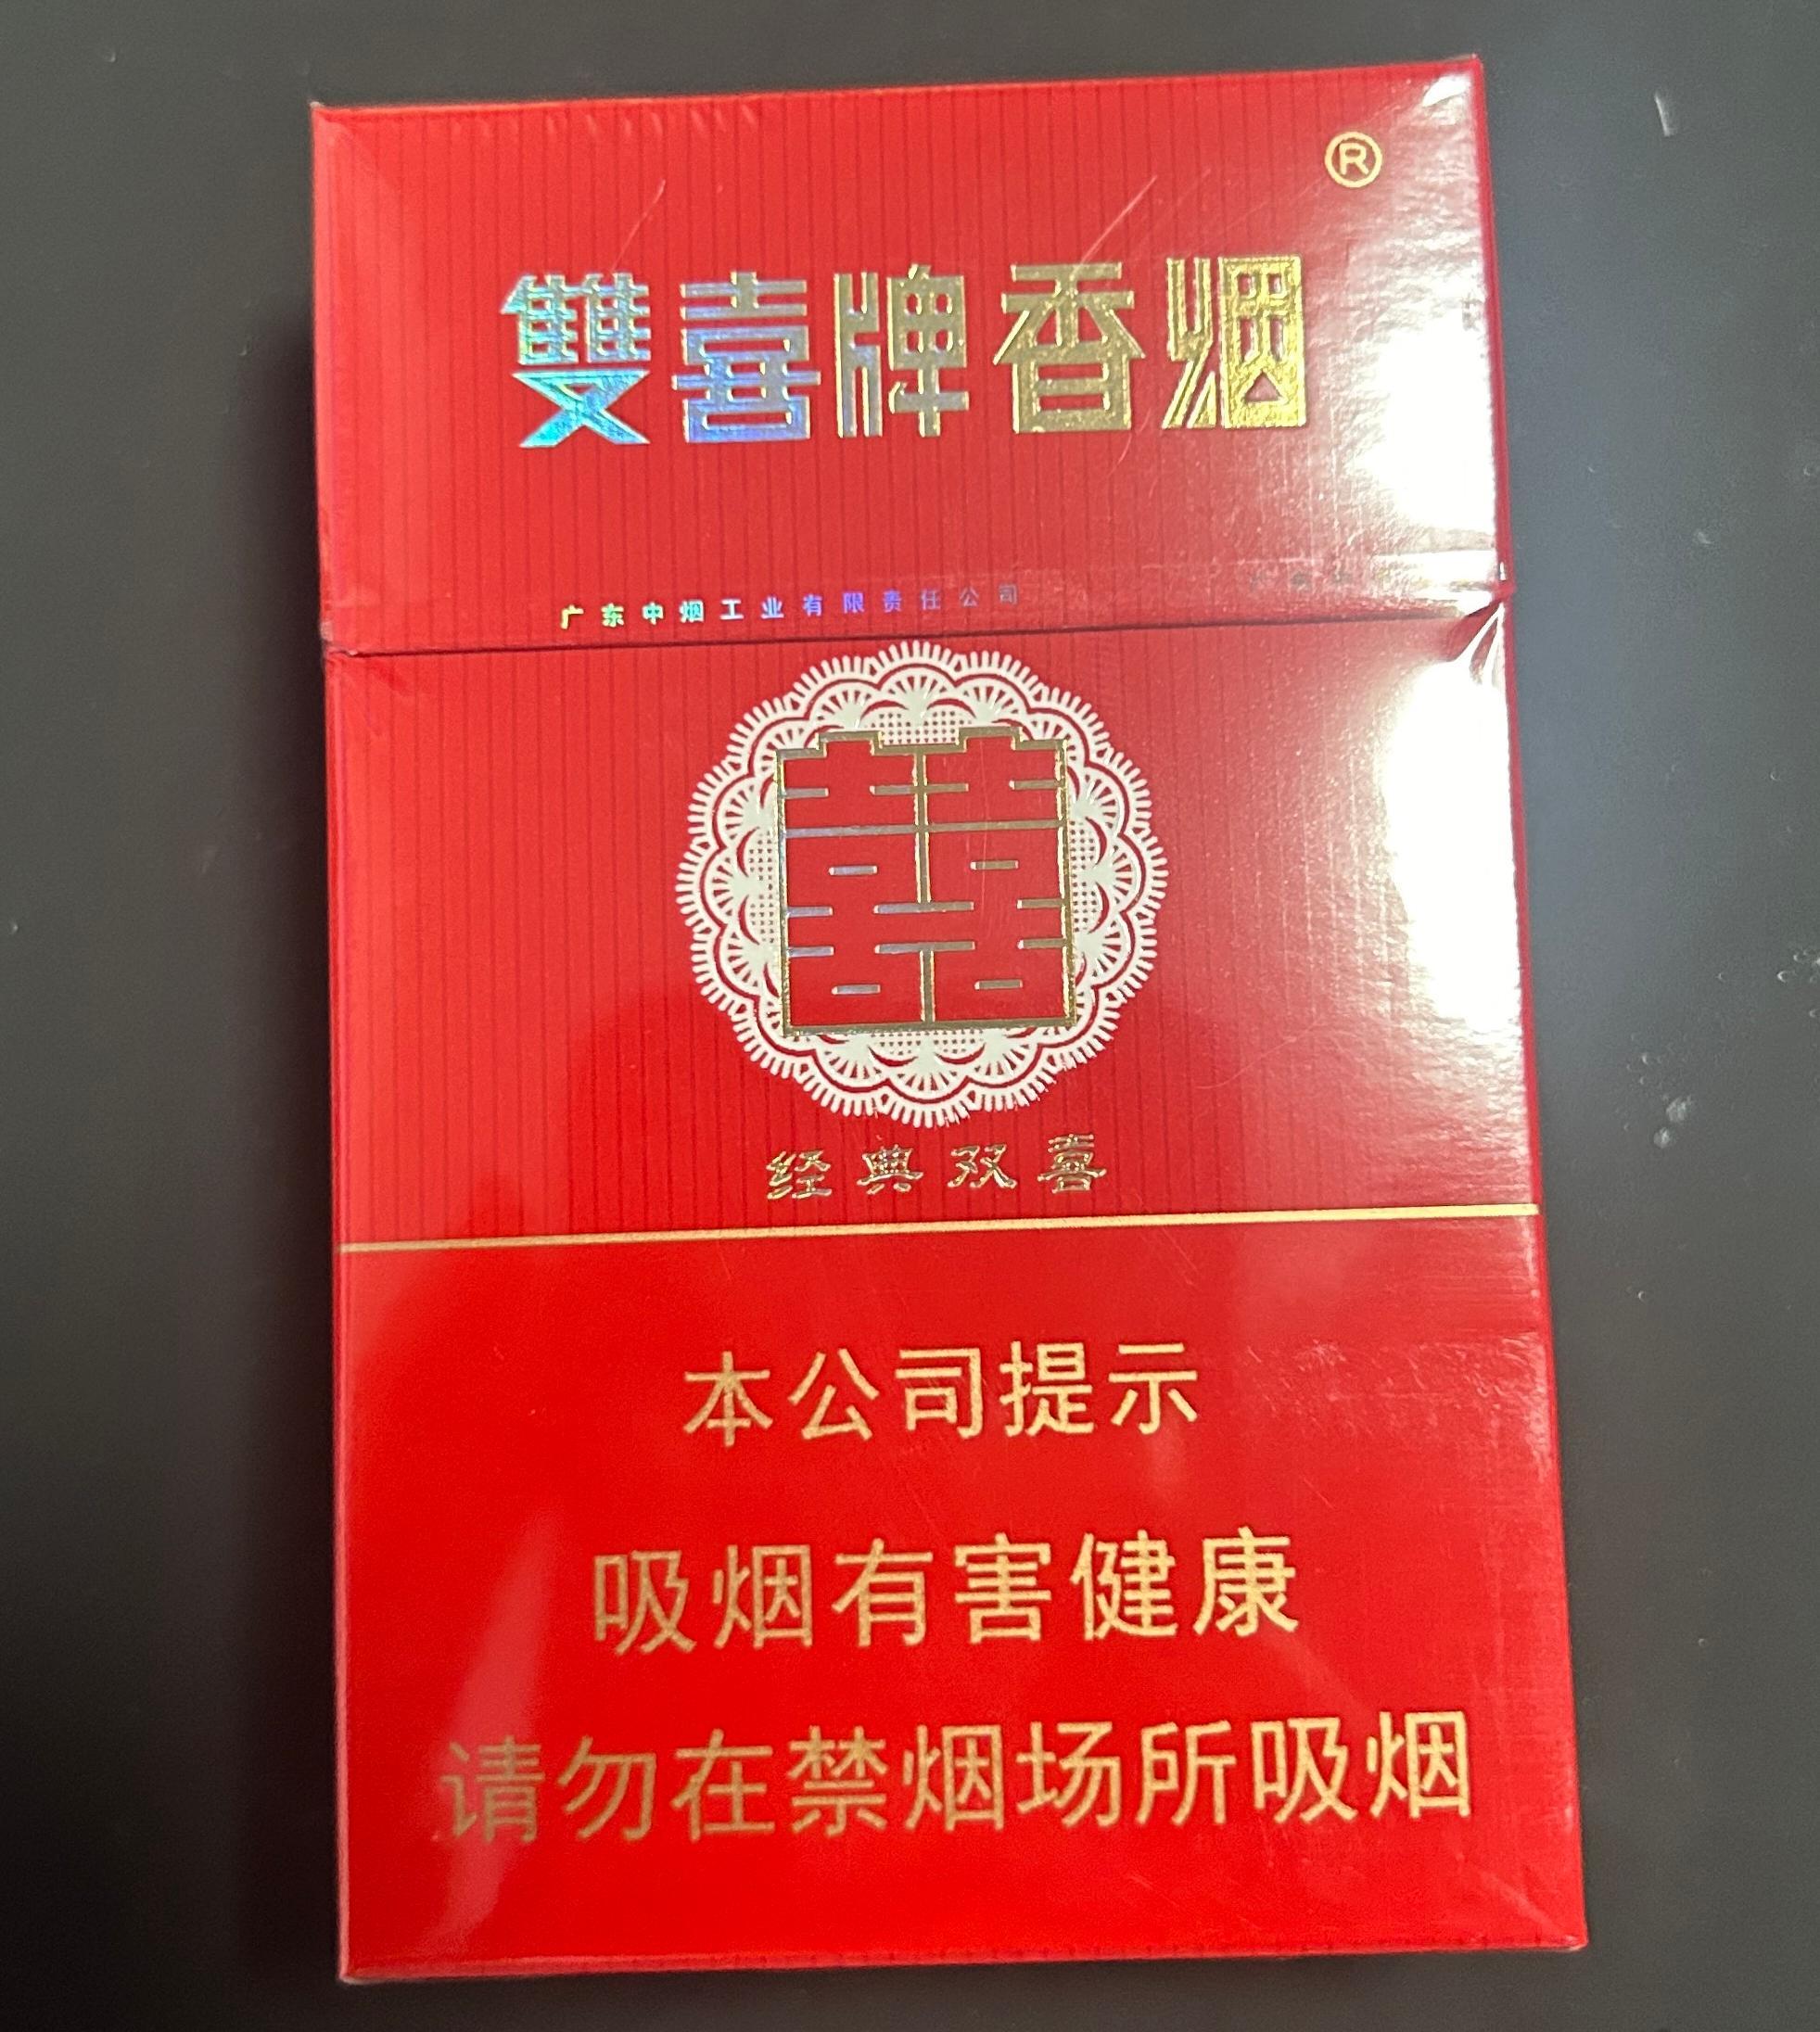 ®
雙喜牌香烟
广东中烟工业有限责任公司
囍
经典双喜
本公司提示
吸烟有害健康
请勿在禁烟场所吸烟